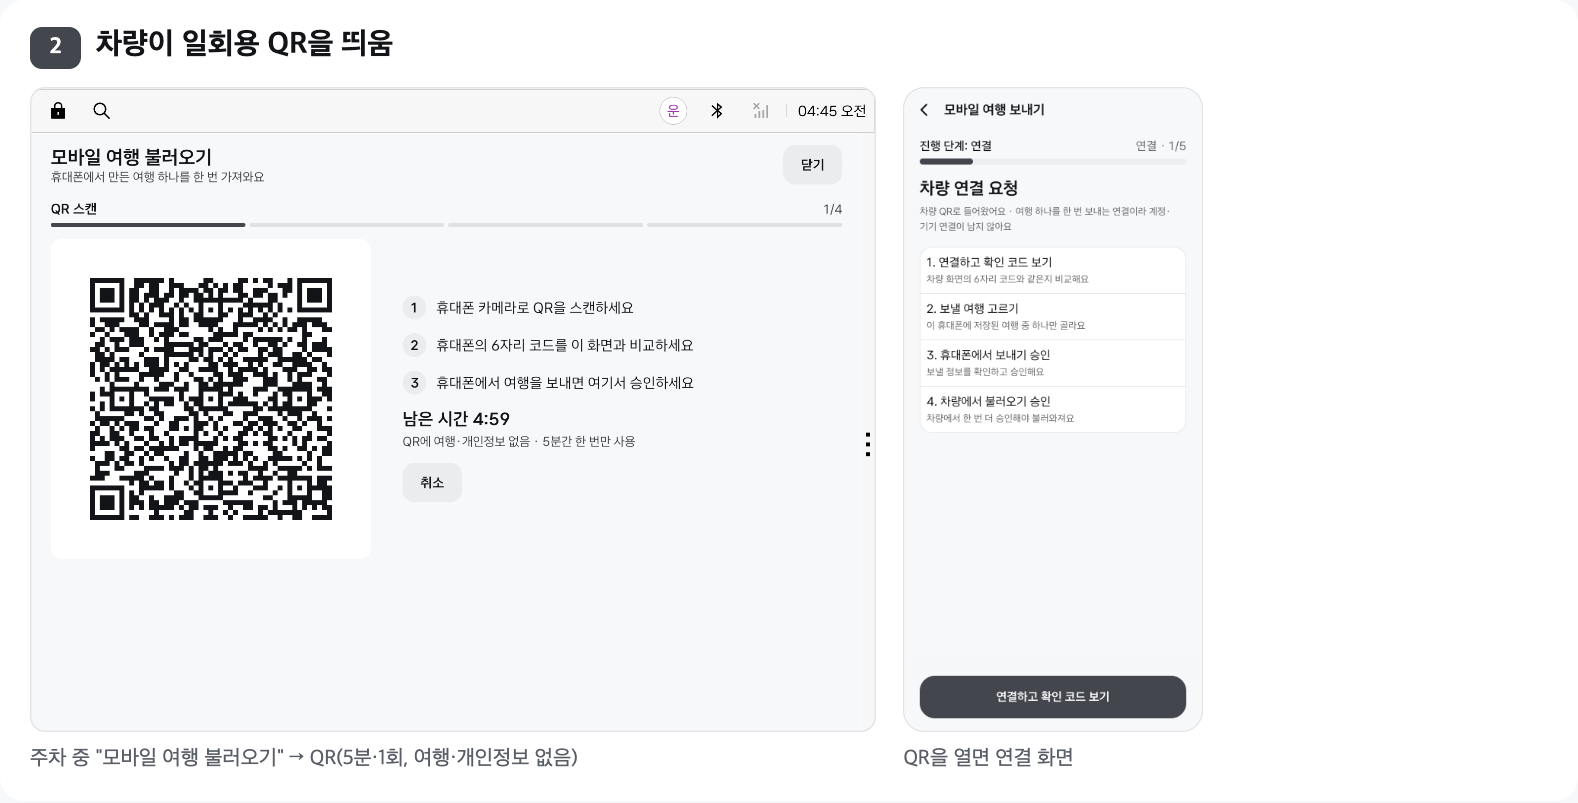 2 차량이 일회용 QR을 띄움
운 04:45 오전
모바일 여행 불러오기
휴대폰에서 만든 여행 하나를 한 번 가져와요
닫기
QR 스캔 1/4
1 휴대폰 카메라로 QR을 스캔하세요
2 휴대폰의 6자리 코드를 이 화면과 비교하세요
3 휴대폰에서 여행을 보내면 여기서 승인하세요
남은 시간 4:59
QR에 여행·개인정보 없음 · 5분간 한 번만 사용
취소
주차 중 "모바일 여행 불러오기" → QR(5분·1회, 여행·개인정보 없음)
모바일 여행 보내기
진행 단계: 연결 연결 · 1/5
차량 연결 요청
차량 QR로 들어왔어요 · 여행 하나를 한 번 보내는 연결이라 계정·
기기 연결이 남지 않아요
1. 연결하고 확인 코드 보기
차량 화면의 6자리 코드와 같은지 비교해요
2. 보낼 여행 고르기
이 휴대폰에 저장된 여행 중 하나만 골라요
3. 휴대폰에서 보내기 승인
보낼 정보를 확인하고 승인해요
4. 차량에서 불러오기 승인
차량에서 한 번 더 승인해야 불러와져요
연결하고 확인 코드 보기
QR을 열면 연결 화면